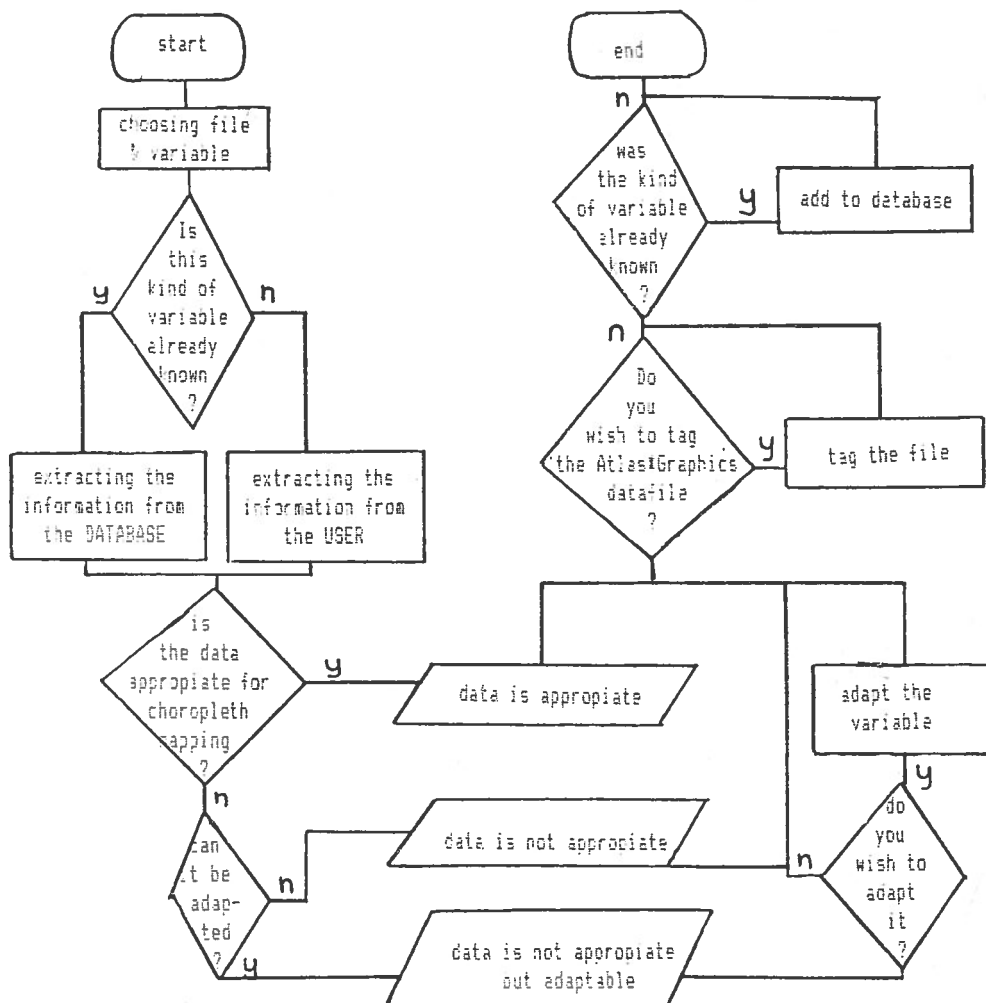 start
choosing file
& variable
Is
this
kind of
variable
already
known
?
y
n
extracting the
information from
the DATABASE
extracting the
information from
the USER
is
the data
appropiate for
choropleth
mapping
?
y
n
can
it be
adap-
ted
?
n
y
data is appropiate
data is not appropiate
data is not appropiate
but adaptable
end
n
was
the kind
of variable
already
known
?
y
add to database
n
Do
you
wish to tag
the Atlas*Graphics
datafile
?
y
tag the file
adapt the
variable
y
do
you
wish to
adapt
it
?
n